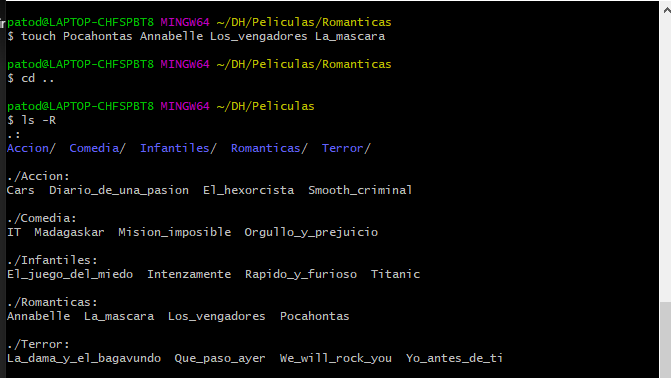 patod@LAPTOP-CHFSPBT8 MINGW64 ~/DH/Peliculas/Romanticas
$ touch Pocahontas Annabelle Los_vengadores La_mascara
patod@LAPTOP-CHFSPBT8 MINGW64 ~/DH/Peliculas/Romanticas
$ cd ..
patod@LAPTOP-CHFSPBT8 MINGW64 ~/DH/Peliculas
$ ls -R
.:
Accion/  Comedia/  Infantiles/  Romanticas/  Terror/
./Accion:
Cars  Diario_de_una_pasion  El_hexorcista  Smooth_criminal
./Comedia:
IT  Madagaskar  Mision_imposible  Orgullo_y_prejuicio
./Infantiles:
El_juego_del_miedo  Intenzamente  Rapido_y_furioso  Titanic
./Romanticas:
Annabelle  La_mascara  Los_vengadores  Pocahontas
./Terror:
La_dama_y_el_bagavundo  Que_paso_ayer  We_will_rock_you  Yo_antes_de_ti